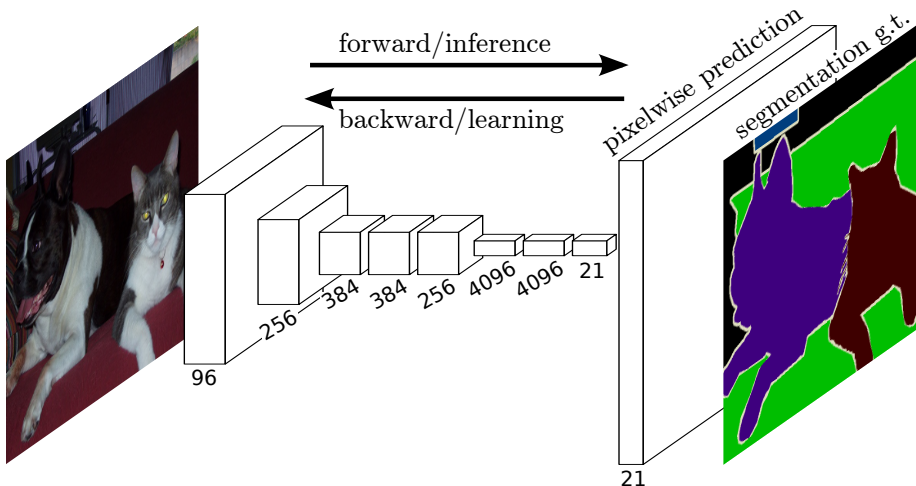 forward/inference
backward/learning
pixelwise prediction
segmentation g.t.
96
256
384
384
256
4096
4096
21
21